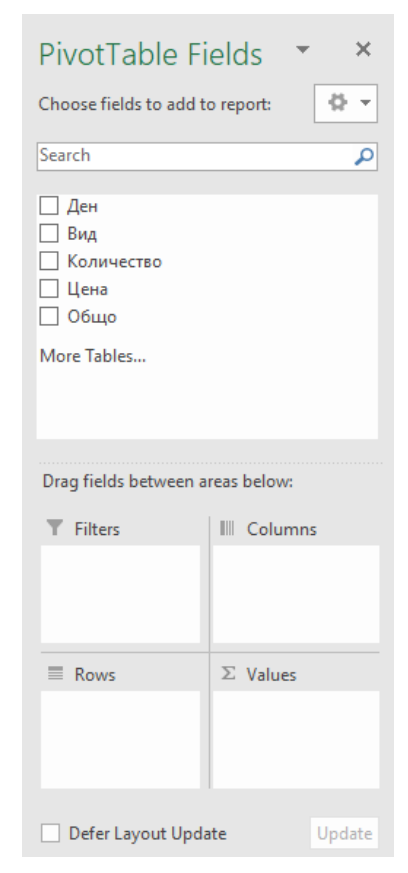 PivotTable Fields
Choose fields to add to report:
Search
Ден
Вид
Количество
Цена
Общо
More Tables...
Drag fields between areas below:
Filters
Columns
Rows
Σ Values
Defer Layout Update
Update